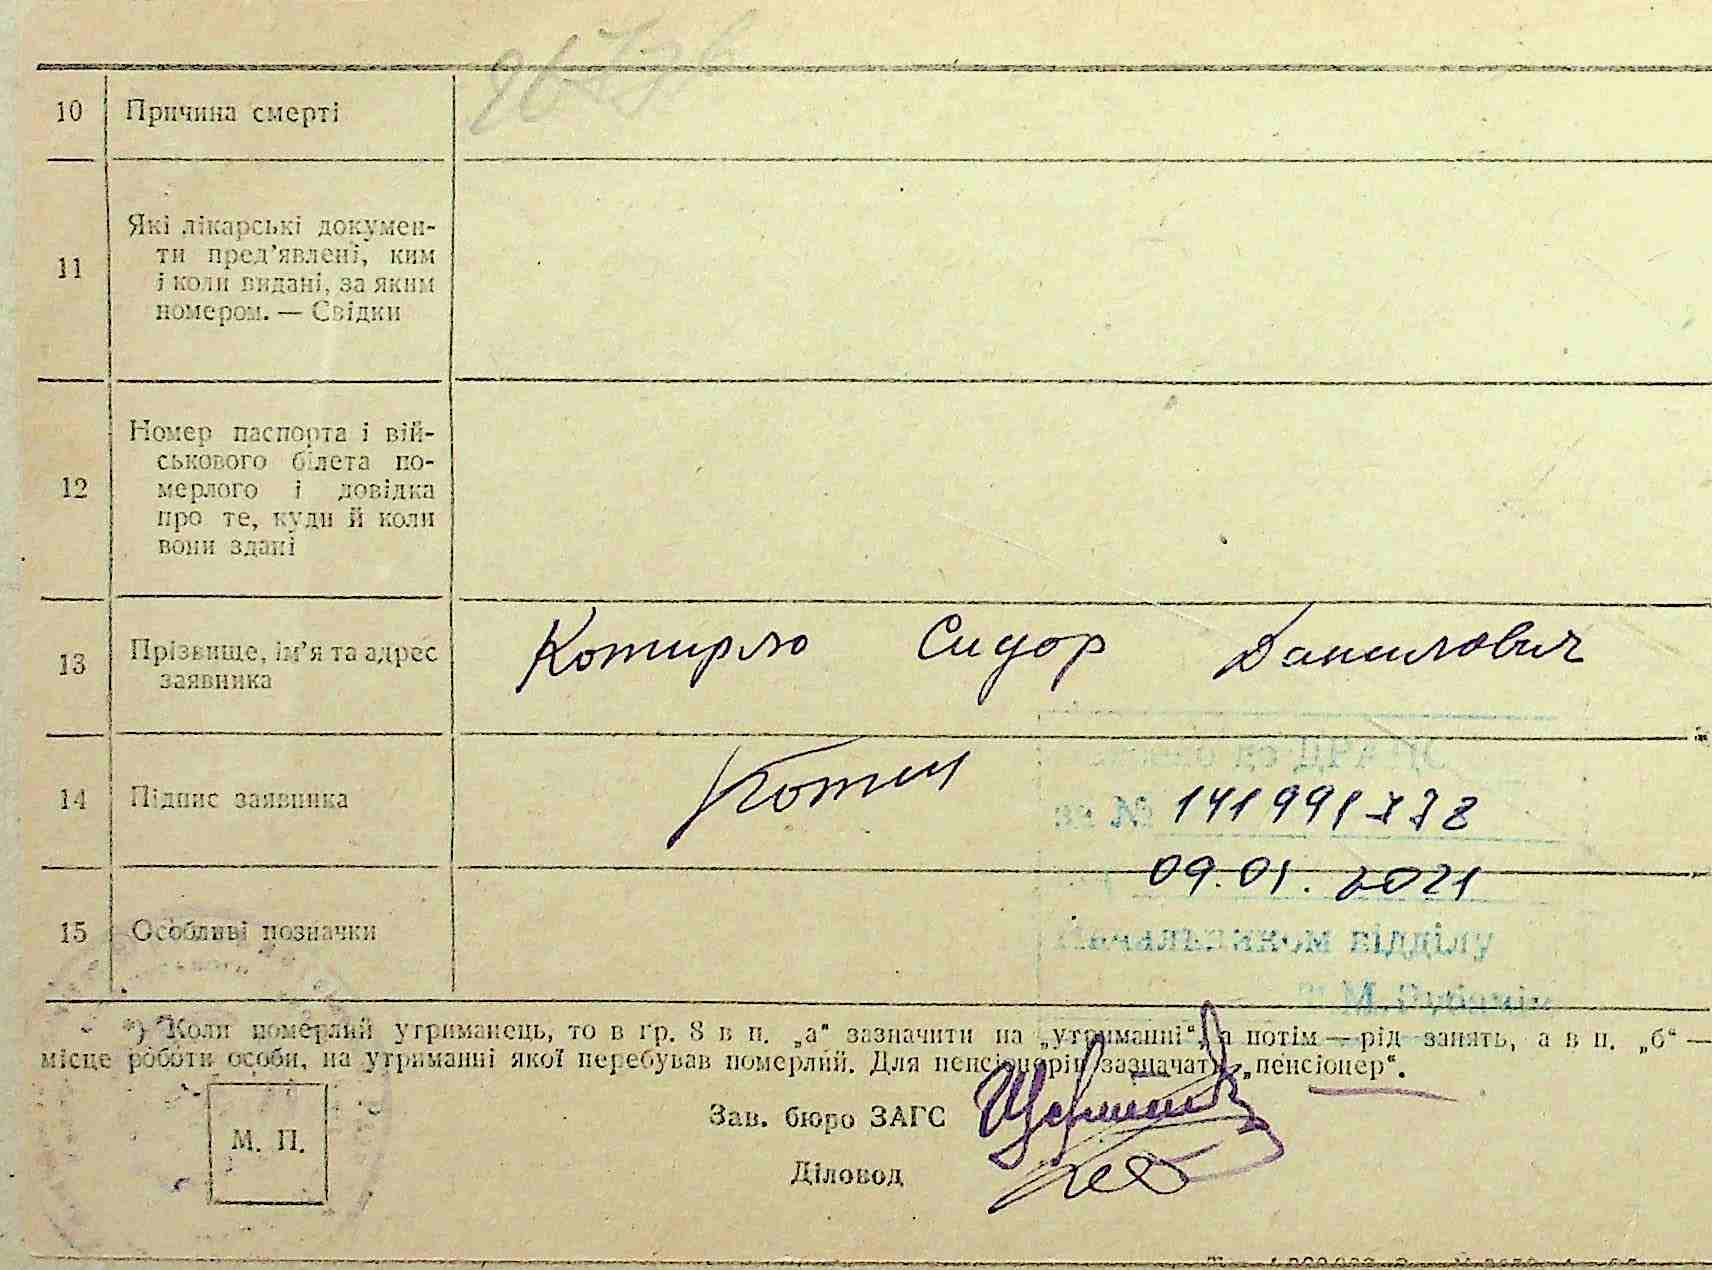 10 Причина смерті
11 Які лікарські докумен-
ти пред'явлені, ким
і коли видані, за яким
номером. — Свідки
12 Номер паспорта і вій-
ськового білета по-
мерлого і довідка
про те, куди й коли
вони здані
13 Прізвище, ім'я та адрес
заявника
Котирло Сидор Данилович
14 Підпис заявника
до ДРАЦС
за № 141991778
09.01.2021
15 Особливі позначки
Начальником відділу
*) Коли померлий утриманець, то в гр. 8 в п. „а“ зазначити на „утриманні“, а потім — рід занять, а в п. „б“ —
місце роботи особи, на утриманні якої перебував померлий. Для пенсіонерів зазначати „пенсіонер“.
Зав. бюро ЗАГС
М. П.
Діловод